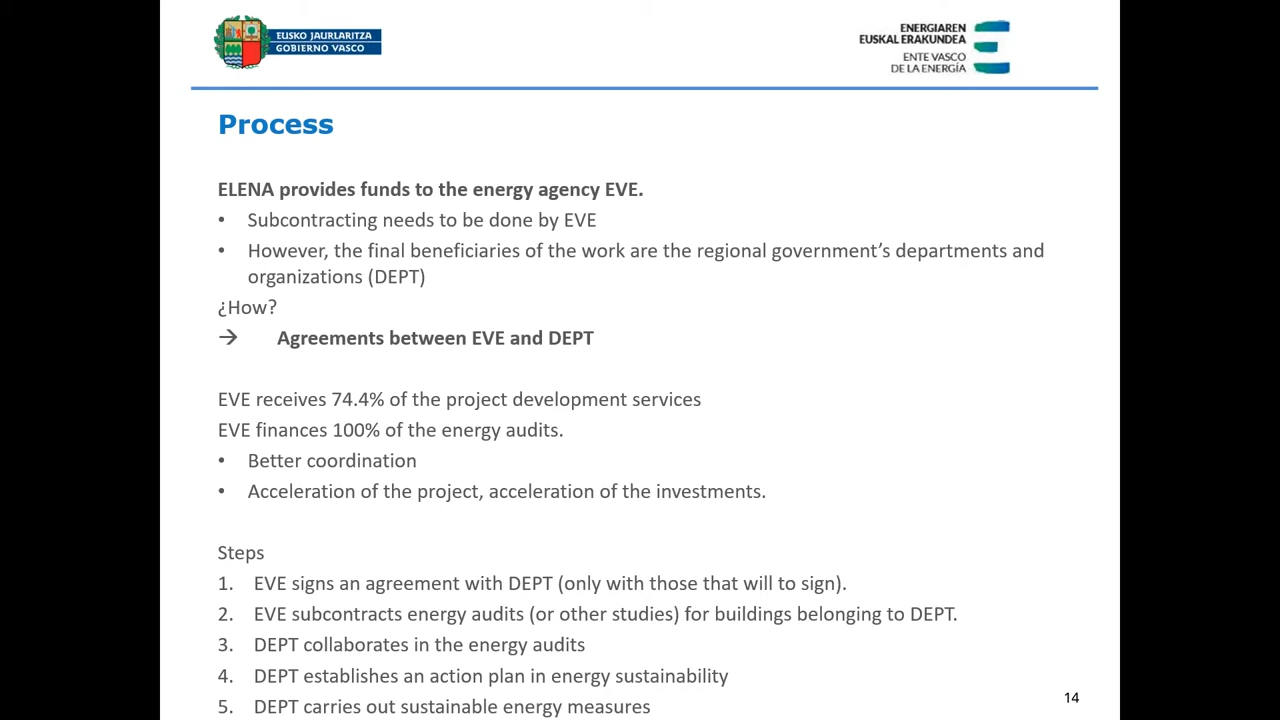 EUSKO JAURLARITZA
GOBIERNO VASCO
ENERGIAREN
EUSKAL ERAKUNDEA
ENTE VASCO
DE LA ENERGÍA
Process
ELENA provides funds to the energy agency EVE.
• Subcontracting needs to be done by EVE
• However, the final beneficiaries of the work are the regional government’s departments and
organizations (DEPT)
¿How?
→ Agreements between EVE and DEPT
EVE receives 74.4% of the project development services
EVE finances 100% of the energy audits.
• Better coordination
• Acceleration of the project, acceleration of the investments.
Steps
1. EVE signs an agreement with DEPT (only with those that will to sign).
2. EVE subcontracts energy audits (or other studies) for buildings belonging to DEPT.
3. DEPT collaborates in the energy audits
4. DEPT establishes an action plan in energy sustainability
5. DEPT carries out sustainable energy measures
14